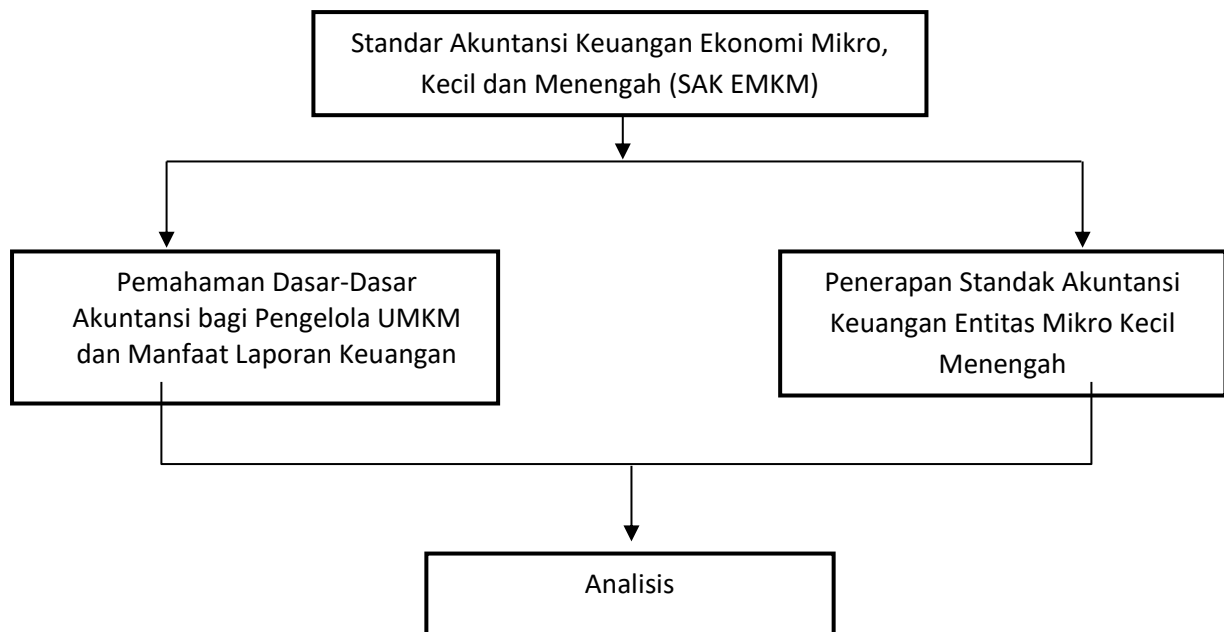 Standar Akuntansi Keuangan Ekonomi Mikro,
Kecil dan Menengah (SAK EMKM)
Pemahaman Dasar-Dasar
Akuntansi bagi Pengelola UMKM
dan Manfaat Laporan Keuangan
Penerapan Standak Akuntansi
Keuangan Entitas Mikro Kecil
Menengah
Analisis